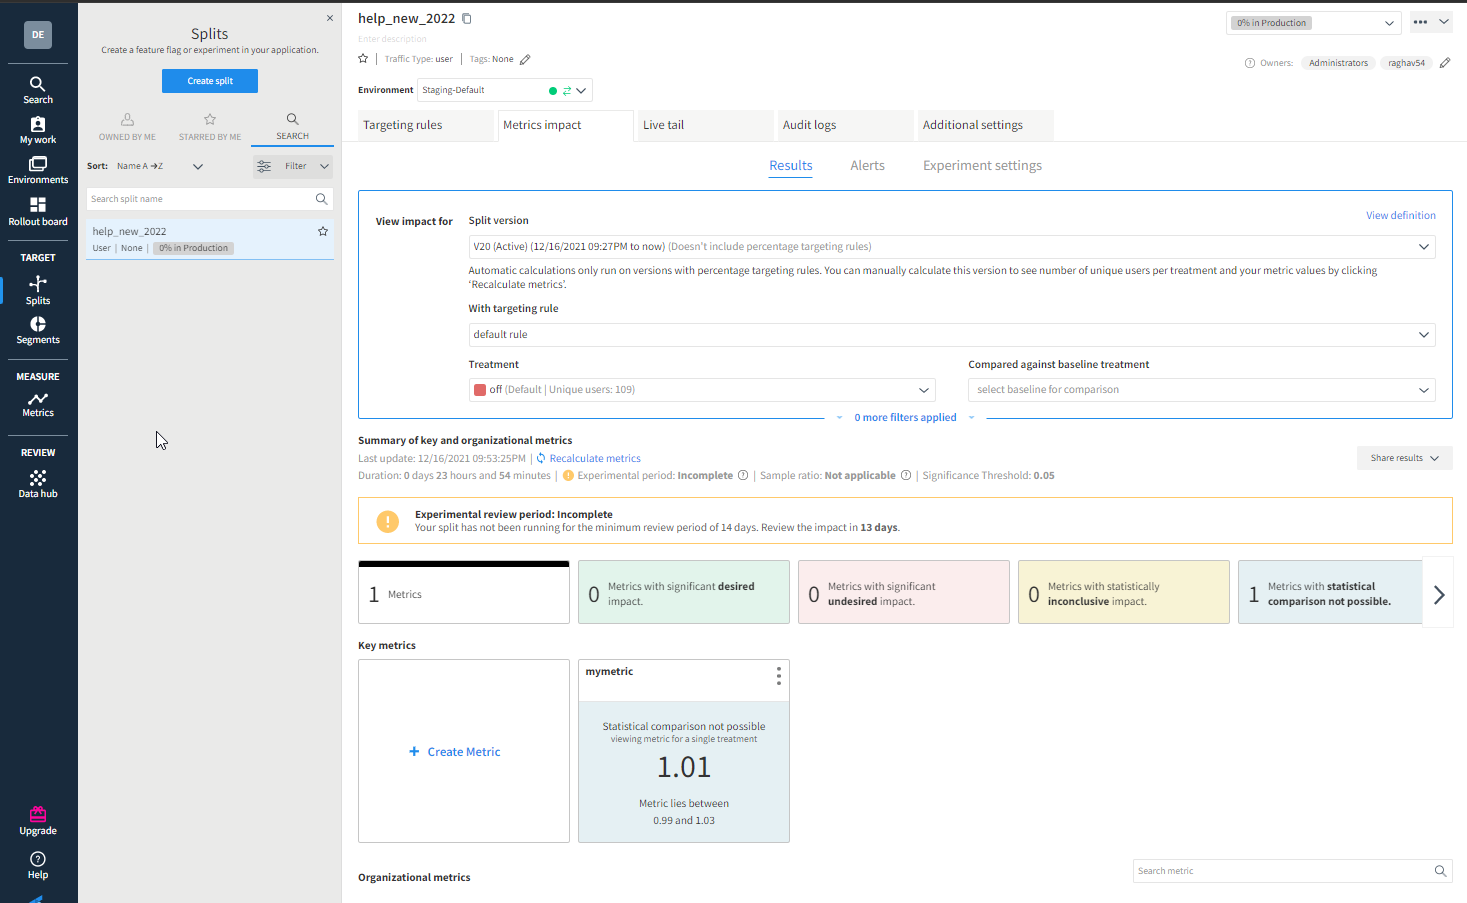 DE
Search
My work
Environments
Rollout board
TARGET
Splits
Segments
MEASURE
Metrics
REVIEW
Data hub
Upgrade
Help
Splits
Create a feature flag or experiment in your application.
Create split
OWNED BY ME
STARRED BY ME
SEARCH
Sort: Name A➔Z
Filter
Search split name
help_new_2022
User | None | 0% in Production
help_new_2022
Enter description
Traffic Type: user | Tags: None
0% in Production
Owners: Administrators raghav54
Environment Staging-Default
Targeting rules
Metrics impact
Live tail
Audit logs
Additional settings
Results
Alerts
Experiment settings
View impact for
Split version
View definition
V20 (Active) (12/16/2021 09:27PM to now) (Doesn't include percentage targeting rules)
Automatic calculations only run on versions with percentage targeting rules. You can manually calculate this version to see number of unique users per treatment and your metric values by clicking
‘Recalculate metrics’.
With targeting rule
default rule
Treatment
off (Default | Unique users: 109)
Compared against baseline treatment
select baseline for comparison
0 more filters applied
Summary of key and organizational metrics
Last update: 12/16/2021 09:53:25PM | Recalculate metrics
Duration: 0 days 23 hours and 54 minutes | Experimental period: Incomplete | Sample ratio: Not applicable | Significance Threshold: 0.05
Share results
Experimental review period: Incomplete
Your split has not been running for the minimum review period of 14 days. Review the impact in 13 days.
1 Metrics
0 Metrics with significant desired
impact.
0 Metrics with significant
undesired impact.
0 Metrics with statistically
inconclusive impact.
1 Metrics with statistical
comparison not possible.
Key metrics
+ Create Metric
mymetric
Statistical comparison not possible
viewing metric for a single treatment
1.01
Metric lies between
0.99 and 1.03
Organizational metrics
Search metric